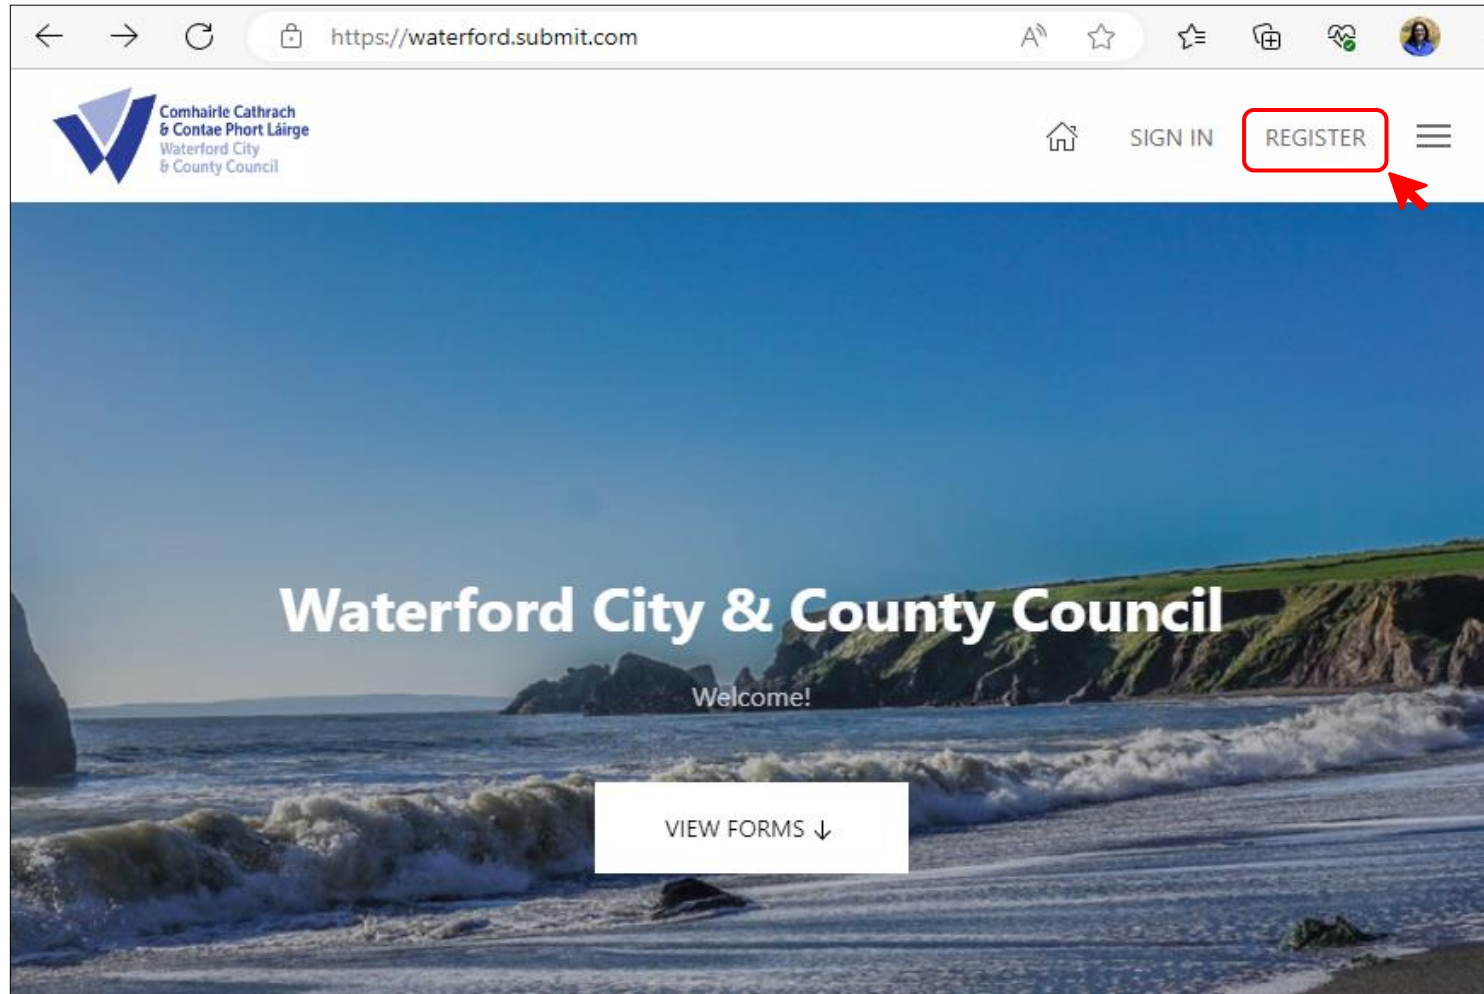 https://waterford.submit.com
Comhairle Cathrach
& Contae Phort Láirge
Waterford City
& County Council
SIGN IN
REGISTER
Waterford City & County Council
Welcome!
VIEW FORMS ↓